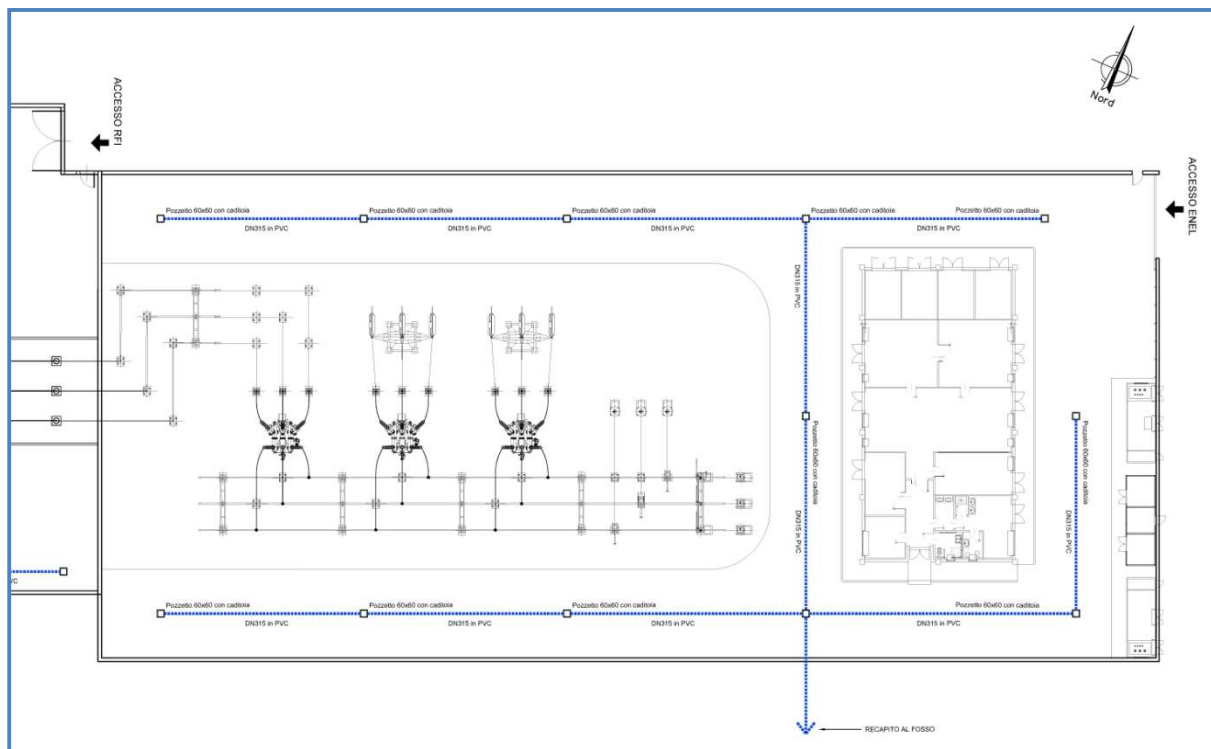 Nord
ACCESSO RFI
ACCESSO ENEL
Pozzetto 60x60 con caditoia
Pozzetto 60x60 con caditoia
Pozzetto 60x60 con caditoia
Pozzetto 60x60 con caditoia
Pozzetto 60x60 con caditoia
DN315 in PVC
DN315 in PVC
DN315 in PVC
DN315 in PVC
DN315 in PVC
Pozzetto 60x60 con caditoia
DN315 in PVC
DN315 in PVC
VC
Pozzetto 60x60 con caditoia
Pozzetto 60x60 con caditoia
Pozzetto 60x60 con caditoia
Pozzetto 60x60 con caditoia
DN315 in PVC
DN315 in PVC
DN315 in PVC
DN315 in PVC
RECAPITO AL FOSSO